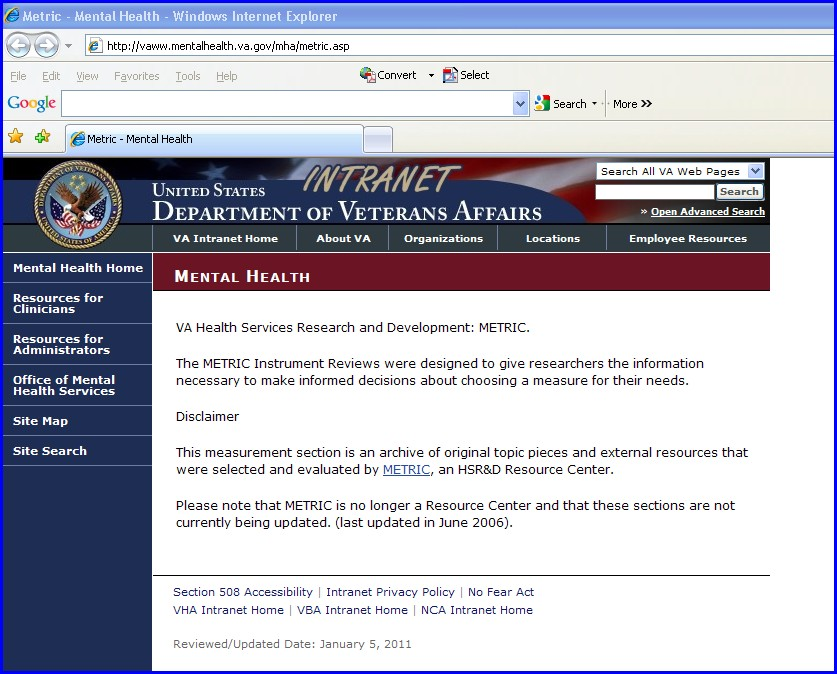 Metric - Mental Health - Windows Internet Explorer
http://vaww.mentalhealth.va.gov/mha/metric.asp
File Edit View Favorites Tools Help Convert Select
Google Search More >>
Metric - Mental Health
DEPARTMENT OF VETERANS AFFAIRS
UNITED STATES OF AMERICA
INTRANET
UNITED STATES
DEPARTMENT OF VETERANS AFFAIRS
Search All VA Web Pages
Search
» Open Advanced Search
VA Intranet Home About VA Organizations Locations Employee Resources
Mental Health Home
Resources for
Clinicians
Resources for
Administrators
Office of Mental
Health Services
Site Map
Site Search
MENTAL HEALTH
VA Health Services Research and Development: METRIC.
The METRIC Instrument Reviews were designed to give researchers the information
necessary to make informed decisions about choosing a measure for their needs.
Disclaimer
This measurement section is an archive of original topic pieces and external resources that
were selected and evaluated by METRIC, an HSR&D Resource Center.
Please note that METRIC is no longer a Resource Center and that these sections are not
currently being updated. (last updated in June 2006).
Section 508 Accessibility | Intranet Privacy Policy | No Fear Act
VHA Intranet Home | VBA Intranet Home | NCA Intranet Home
Reviewed/Updated Date: January 5, 2011